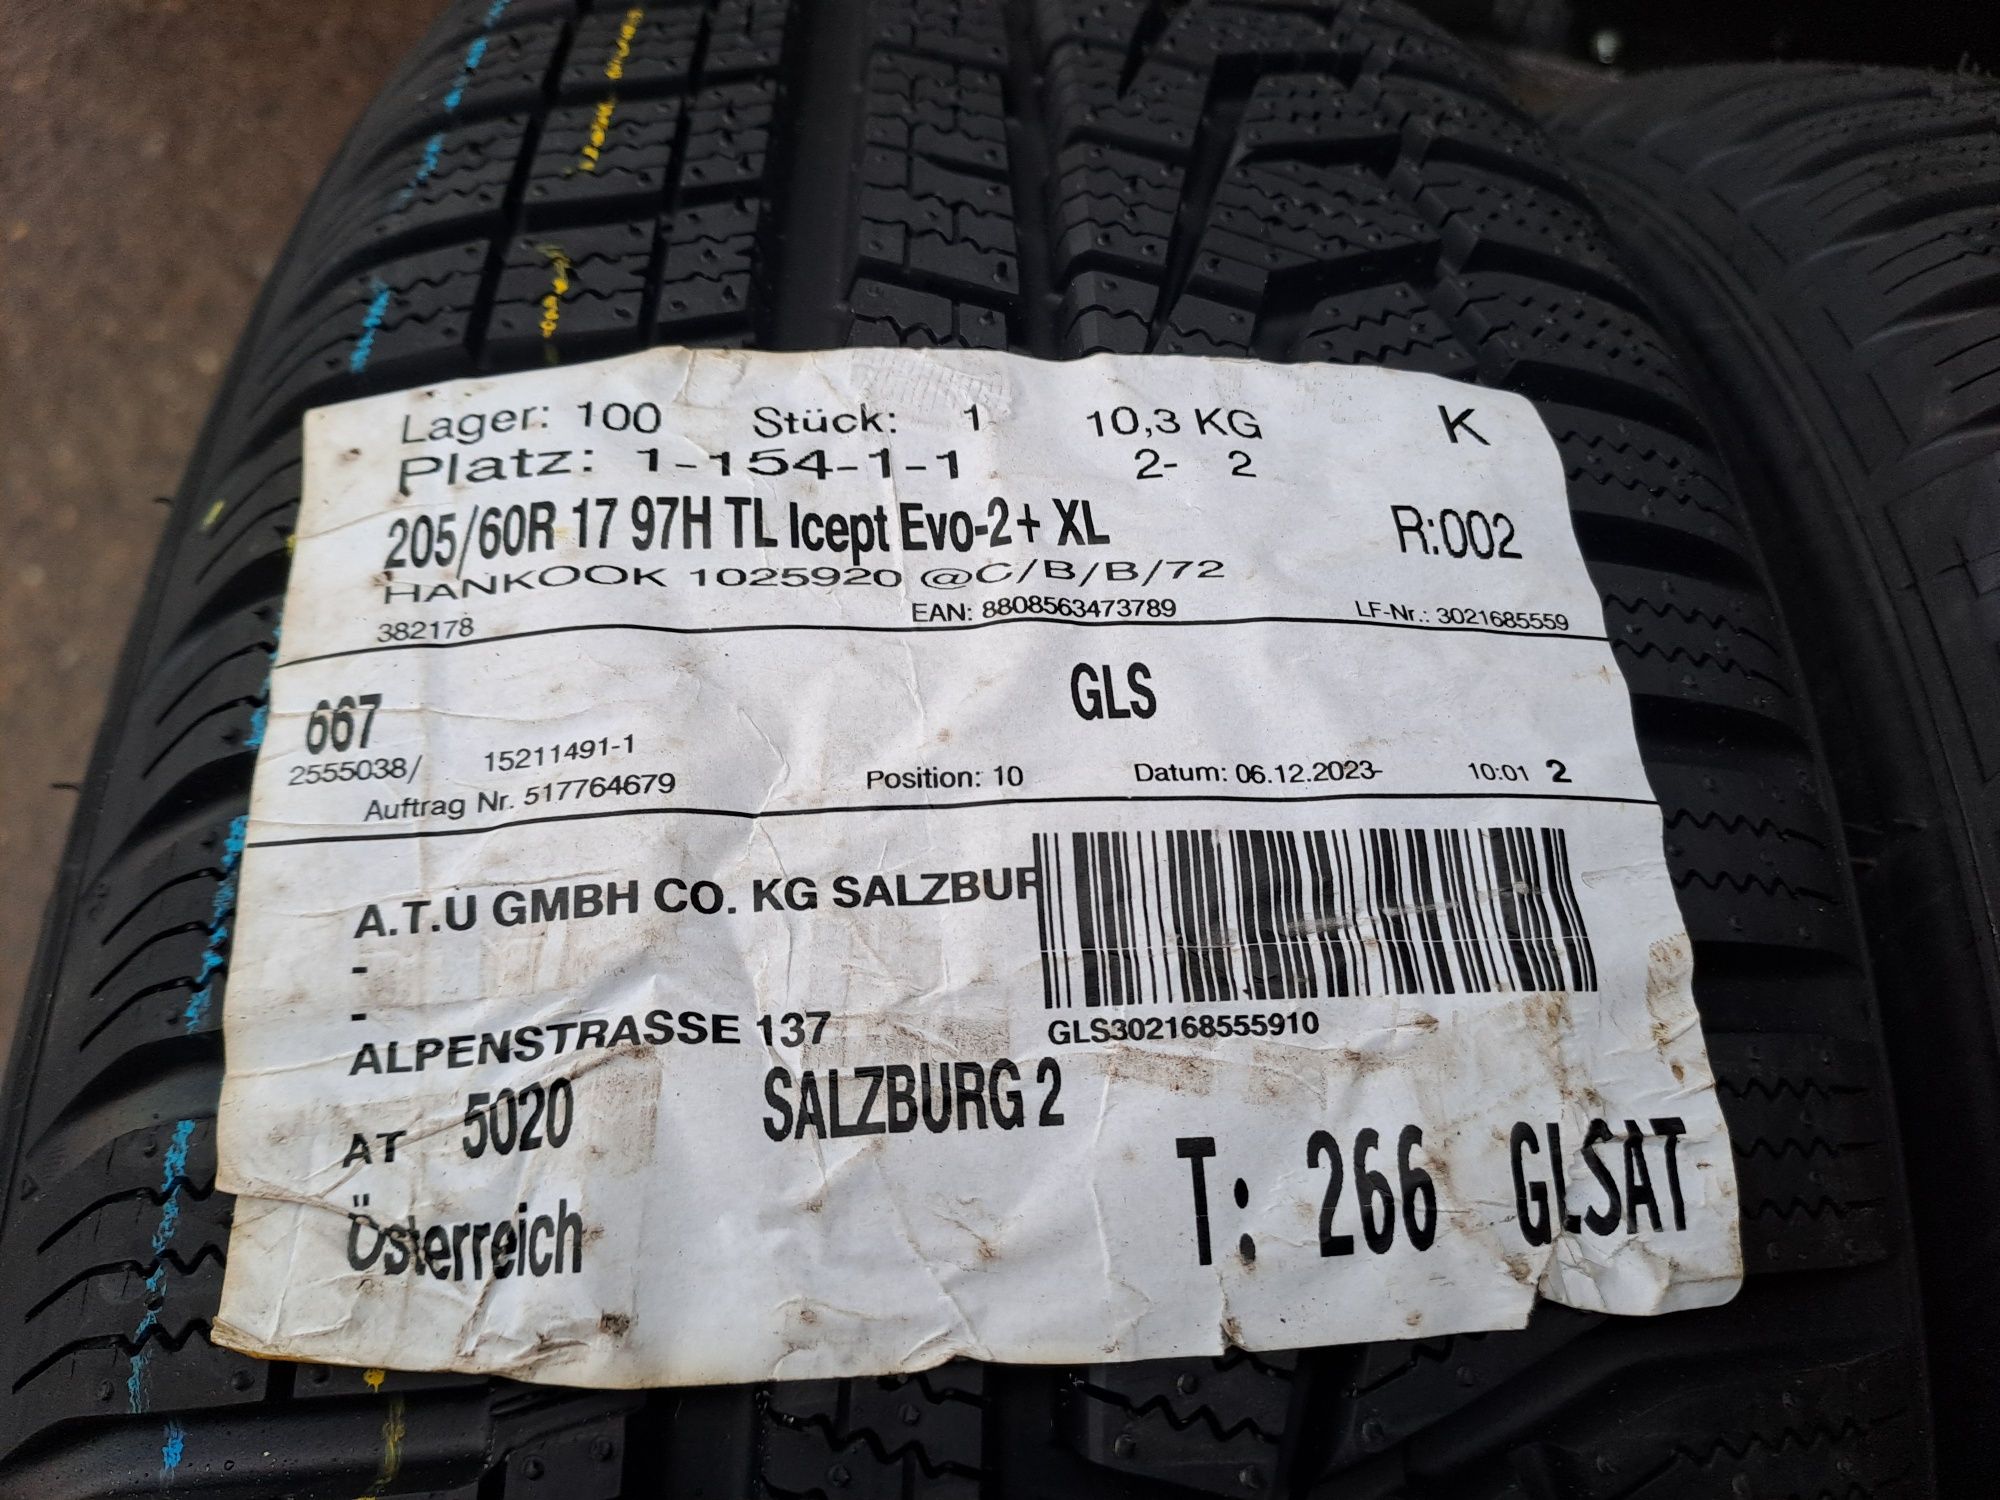 Lager: 100 Stück: 1 10,3 KG K
Platz: 1-154-1-1 2- 2
205/60R 17 97H TL Icept Evo-2+ XL R:002
HANKOOK 1025920 @C/B/B/72
382178 EAN: 8808563473789 LF-Nr.: 3021685559
667 GLS
2555038/ 15211491-1
Auftrag Nr. 517764679 Position: 10 Datum: 06.12.2023- 10:01 2
A.T.U GMBH CO. KG SALZBUR
-
-
GLS302168555910
ALPENSTRASSE 137
AT 5020 SALZBURG 2
T: 266 GLSAT
Österreich